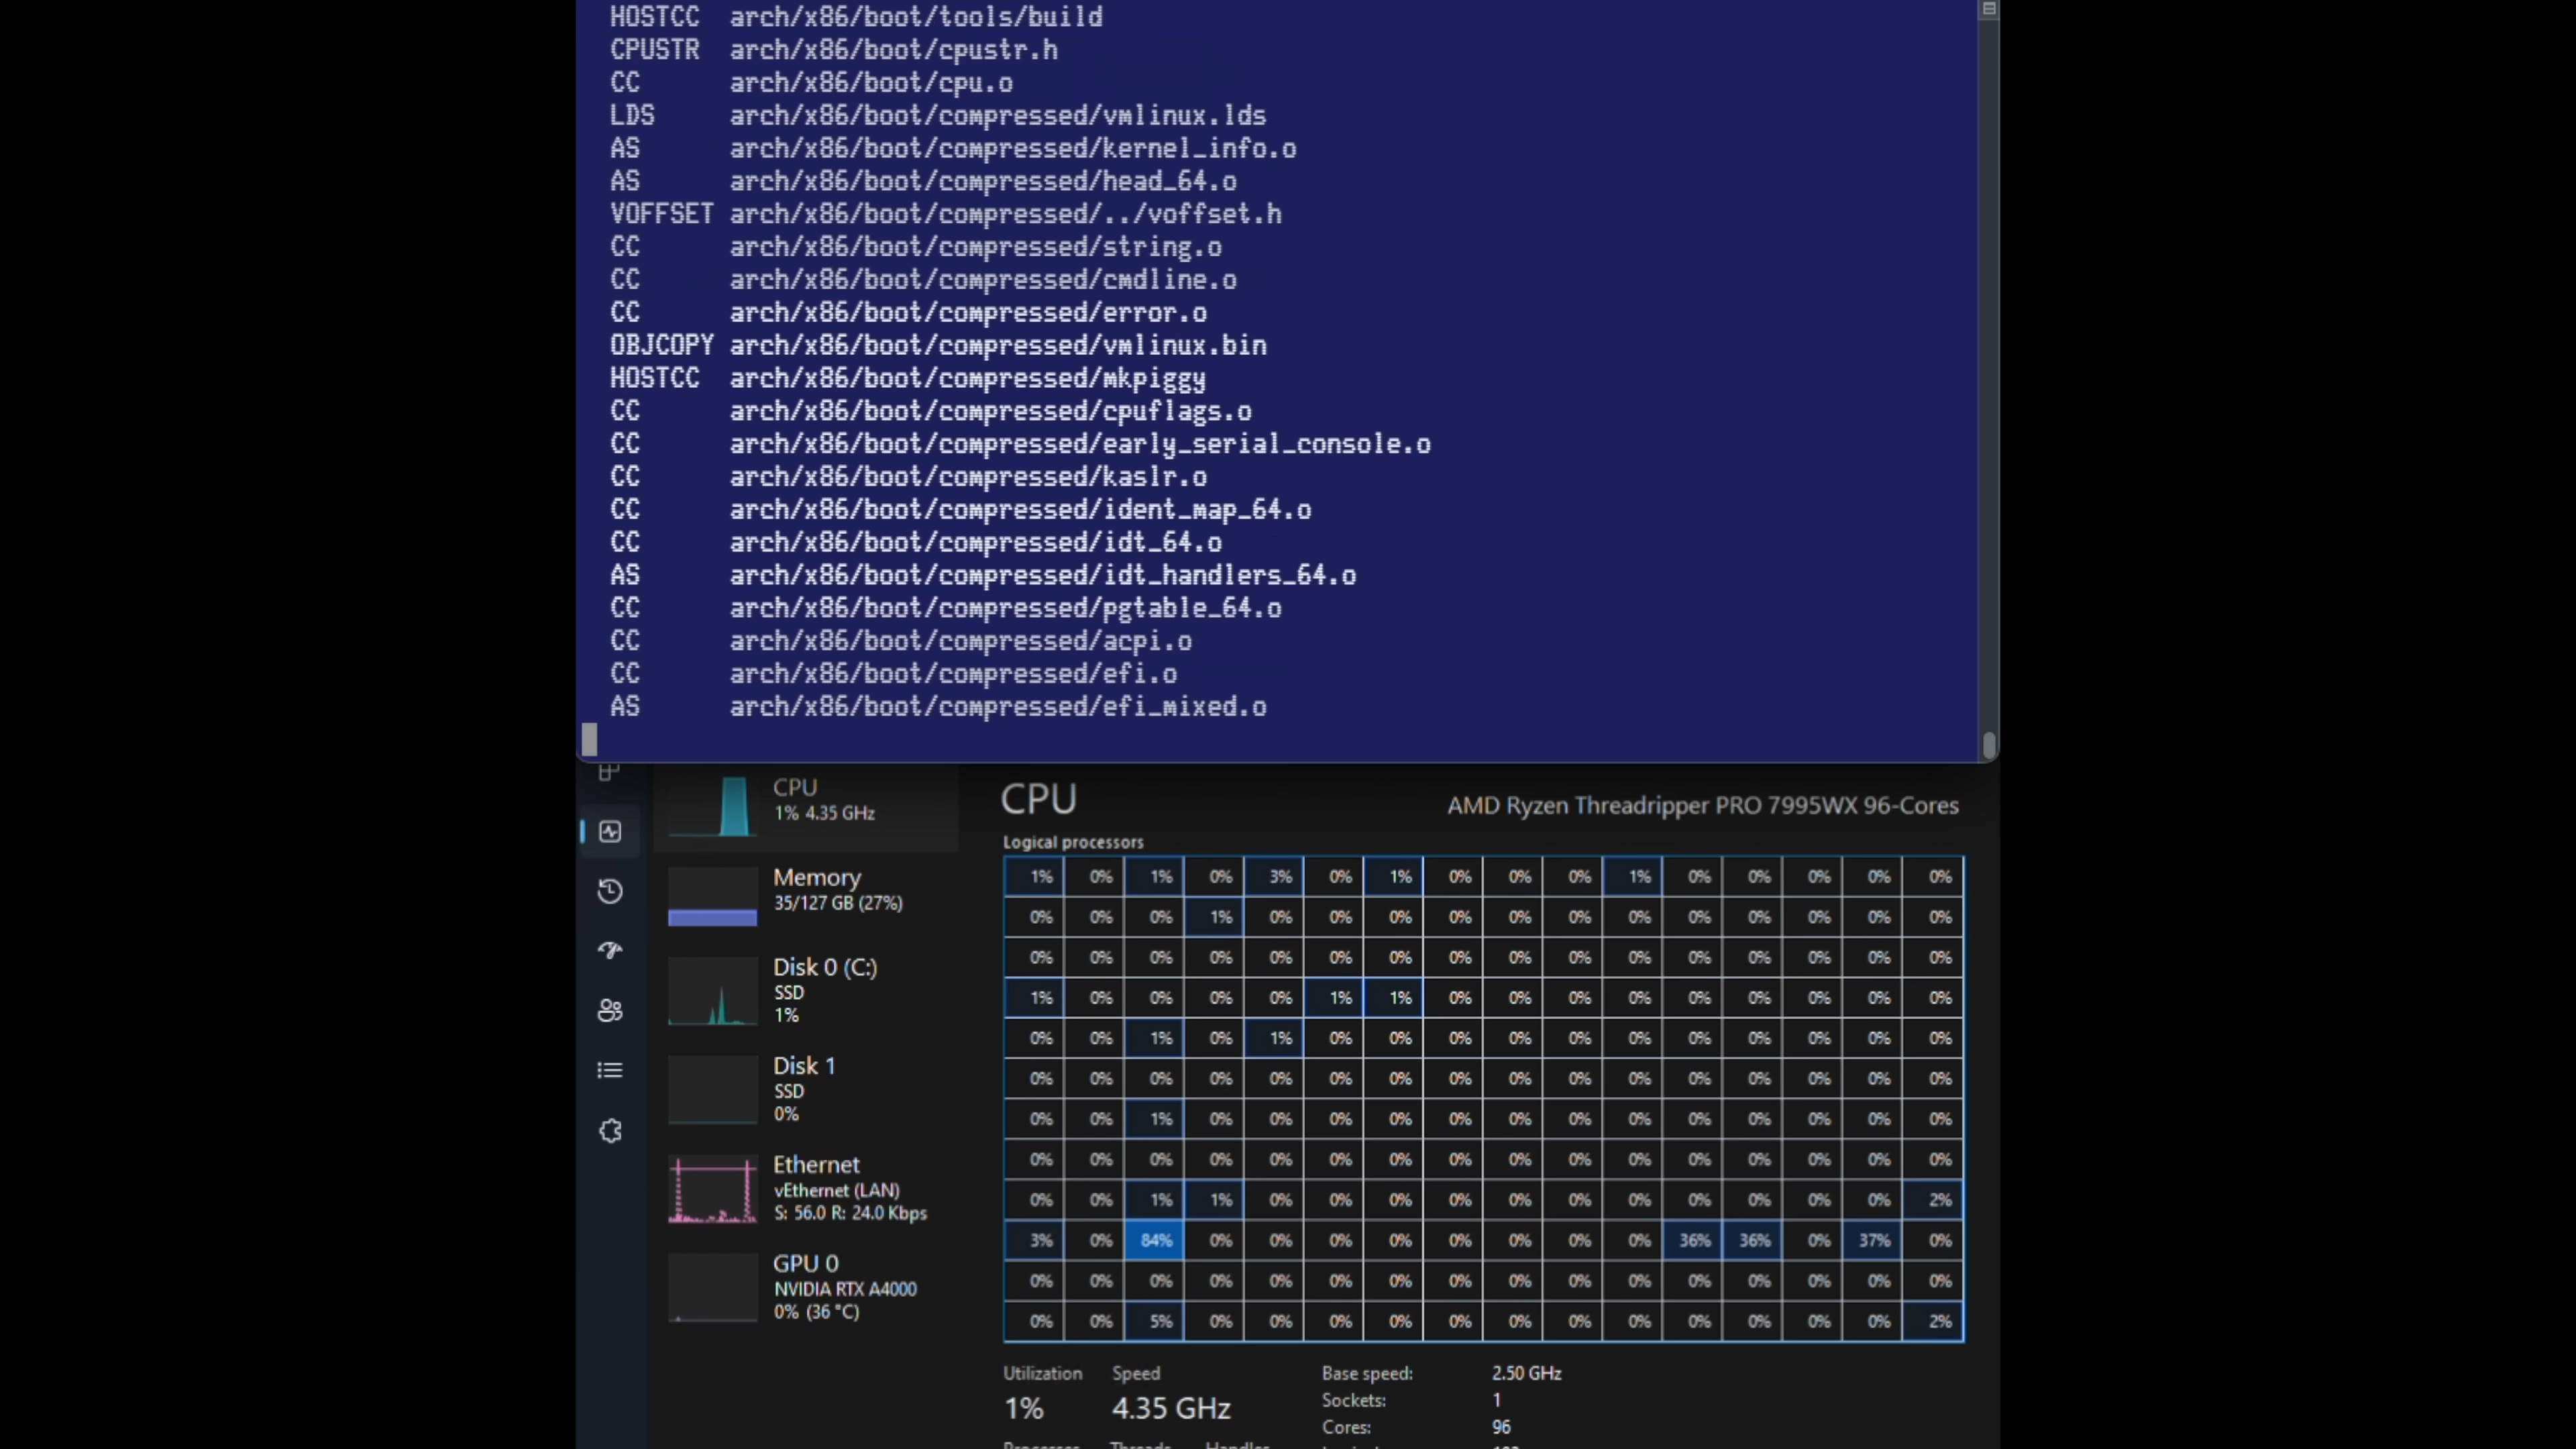 HOSTCC arch/x86/boot/tools/build
CPUSTR arch/x86/boot/cpustr.h
CC arch/x86/boot/cpu.o
LDS arch/x86/boot/compressed/vmlinux.lds
AS arch/x86/boot/compressed/kernel_info.o
AS arch/x86/boot/compressed/head_64.o
VOFFSET arch/x86/boot/compressed/../voffset.h
CC arch/x86/boot/compressed/string.o
CC arch/x86/boot/compressed/cmdline.o
CC arch/x86/boot/compressed/error.o
OBJCOPY arch/x86/boot/compressed/vmlinux.bin
HOSTCC arch/x86/boot/compressed/mkpiggy
CC arch/x86/boot/compressed/cpuflags.o
CC arch/x86/boot/compressed/early_serial_console.o
CC arch/x86/boot/compressed/kaslr.o
CC arch/x86/boot/compressed/ident_map_64.o
CC arch/x86/boot/compressed/idt_64.o
AS arch/x86/boot/compressed/idt_handlers_64.o
CC arch/x86/boot/compressed/pgtable_64.o
CC arch/x86/boot/compressed/acpi.o
CC arch/x86/boot/compressed/efi.o
AS arch/x86/boot/compressed/efi_mixed.o
CPU
1% 4.35 GHz
Memory
35/127 GB (27%)
Disk 0 (C:)
SSD
1%
Disk 1
SSD
0%
Ethernet
vEthernet (LAN)
S: 56.0 R: 24.0 Kbps
GPU 0
NVIDIA RTX A4000
0% (36 °C)
CPU AMD Ryzen Threadripper PRO 7995WX 96-Cores
Logical processors
1% 0% 1% 0% 3% 0% 1% 0% 0% 0% 1% 0% 0% 0% 0% 0%
0% 0% 0% 1% 0% 0% 0% 0% 0% 0% 0% 0% 0% 0% 0% 0%
0% 0% 0% 0% 0% 0% 0% 0% 0% 0% 0% 0% 0% 0% 0% 0%
1% 0% 0% 0% 0% 1% 1% 0% 0% 0% 0% 0% 0% 0% 0% 0%
0% 0% 1% 0% 1% 0% 0% 0% 0% 0% 0% 0% 0% 0% 0% 0%
0% 0% 0% 0% 0% 0% 0% 0% 0% 0% 0% 0% 0% 0% 0% 0%
0% 0% 1% 0% 0% 0% 0% 0% 0% 0% 0% 0% 0% 0% 0% 0%
0% 0% 0% 0% 0% 0% 0% 0% 0% 0% 0% 0% 0% 0% 0% 0%
0% 0% 1% 1% 0% 0% 0% 0% 0% 0% 0% 0% 0% 0% 0% 2%
3% 0% 84% 0% 0% 0% 0% 0% 0% 0% 0% 36% 36% 0% 37% 0%
0% 0% 0% 0% 0% 0% 0% 0% 0% 0% 0% 0% 0% 0% 0% 0%
0% 0% 5% 0% 0% 0% 0% 0% 0% 0% 0% 0% 0% 0% 0% 2%
Utilization Speed Base speed: 2.50 GHz
1% 4.35 GHz Sockets: 1
Cores: 96